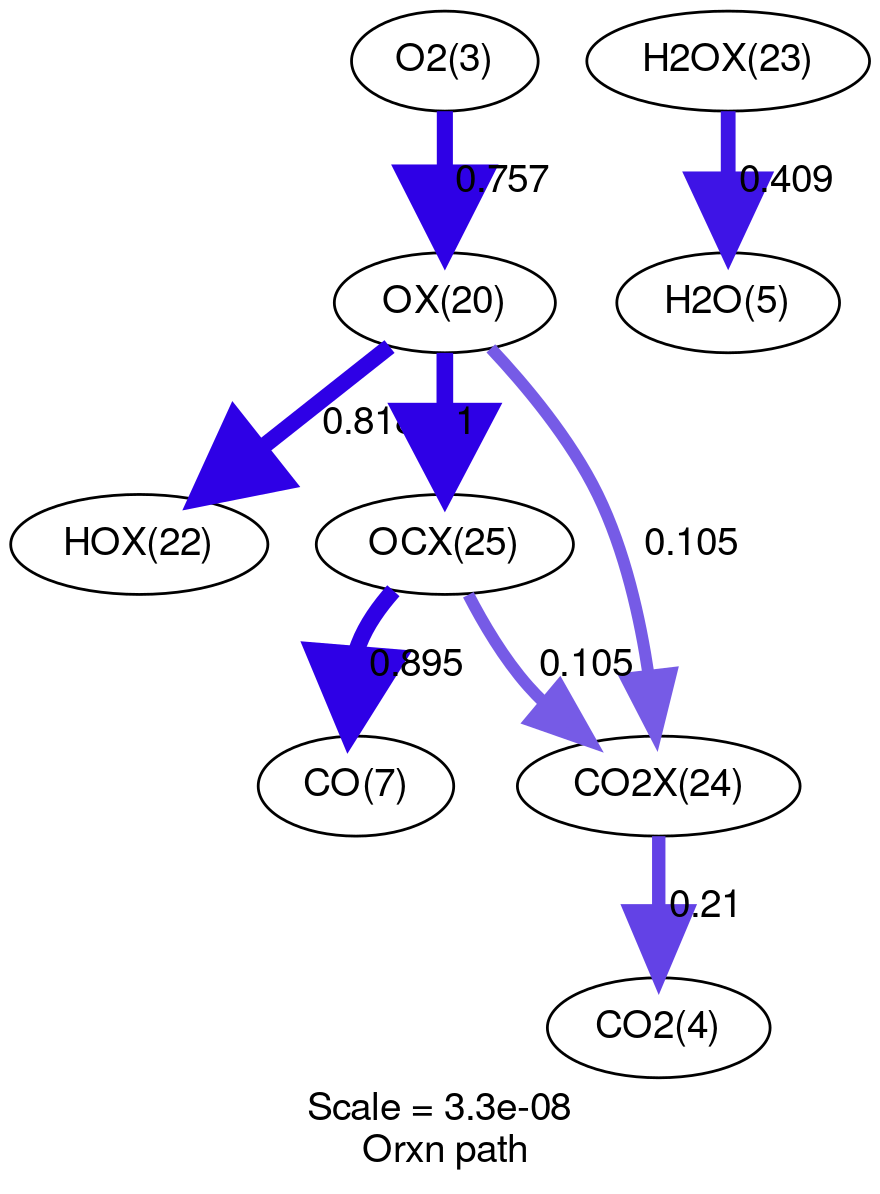 O2(3)
H2OX(23)
0.757
0.409
OX(20)
H2O(5)
1
0.105
HOX(22)
OCX(25)
0.895
0.105
CO(7)
CO2X(24)
0.21
CO2(4)
Scale = 3.3e-08
Orxn path